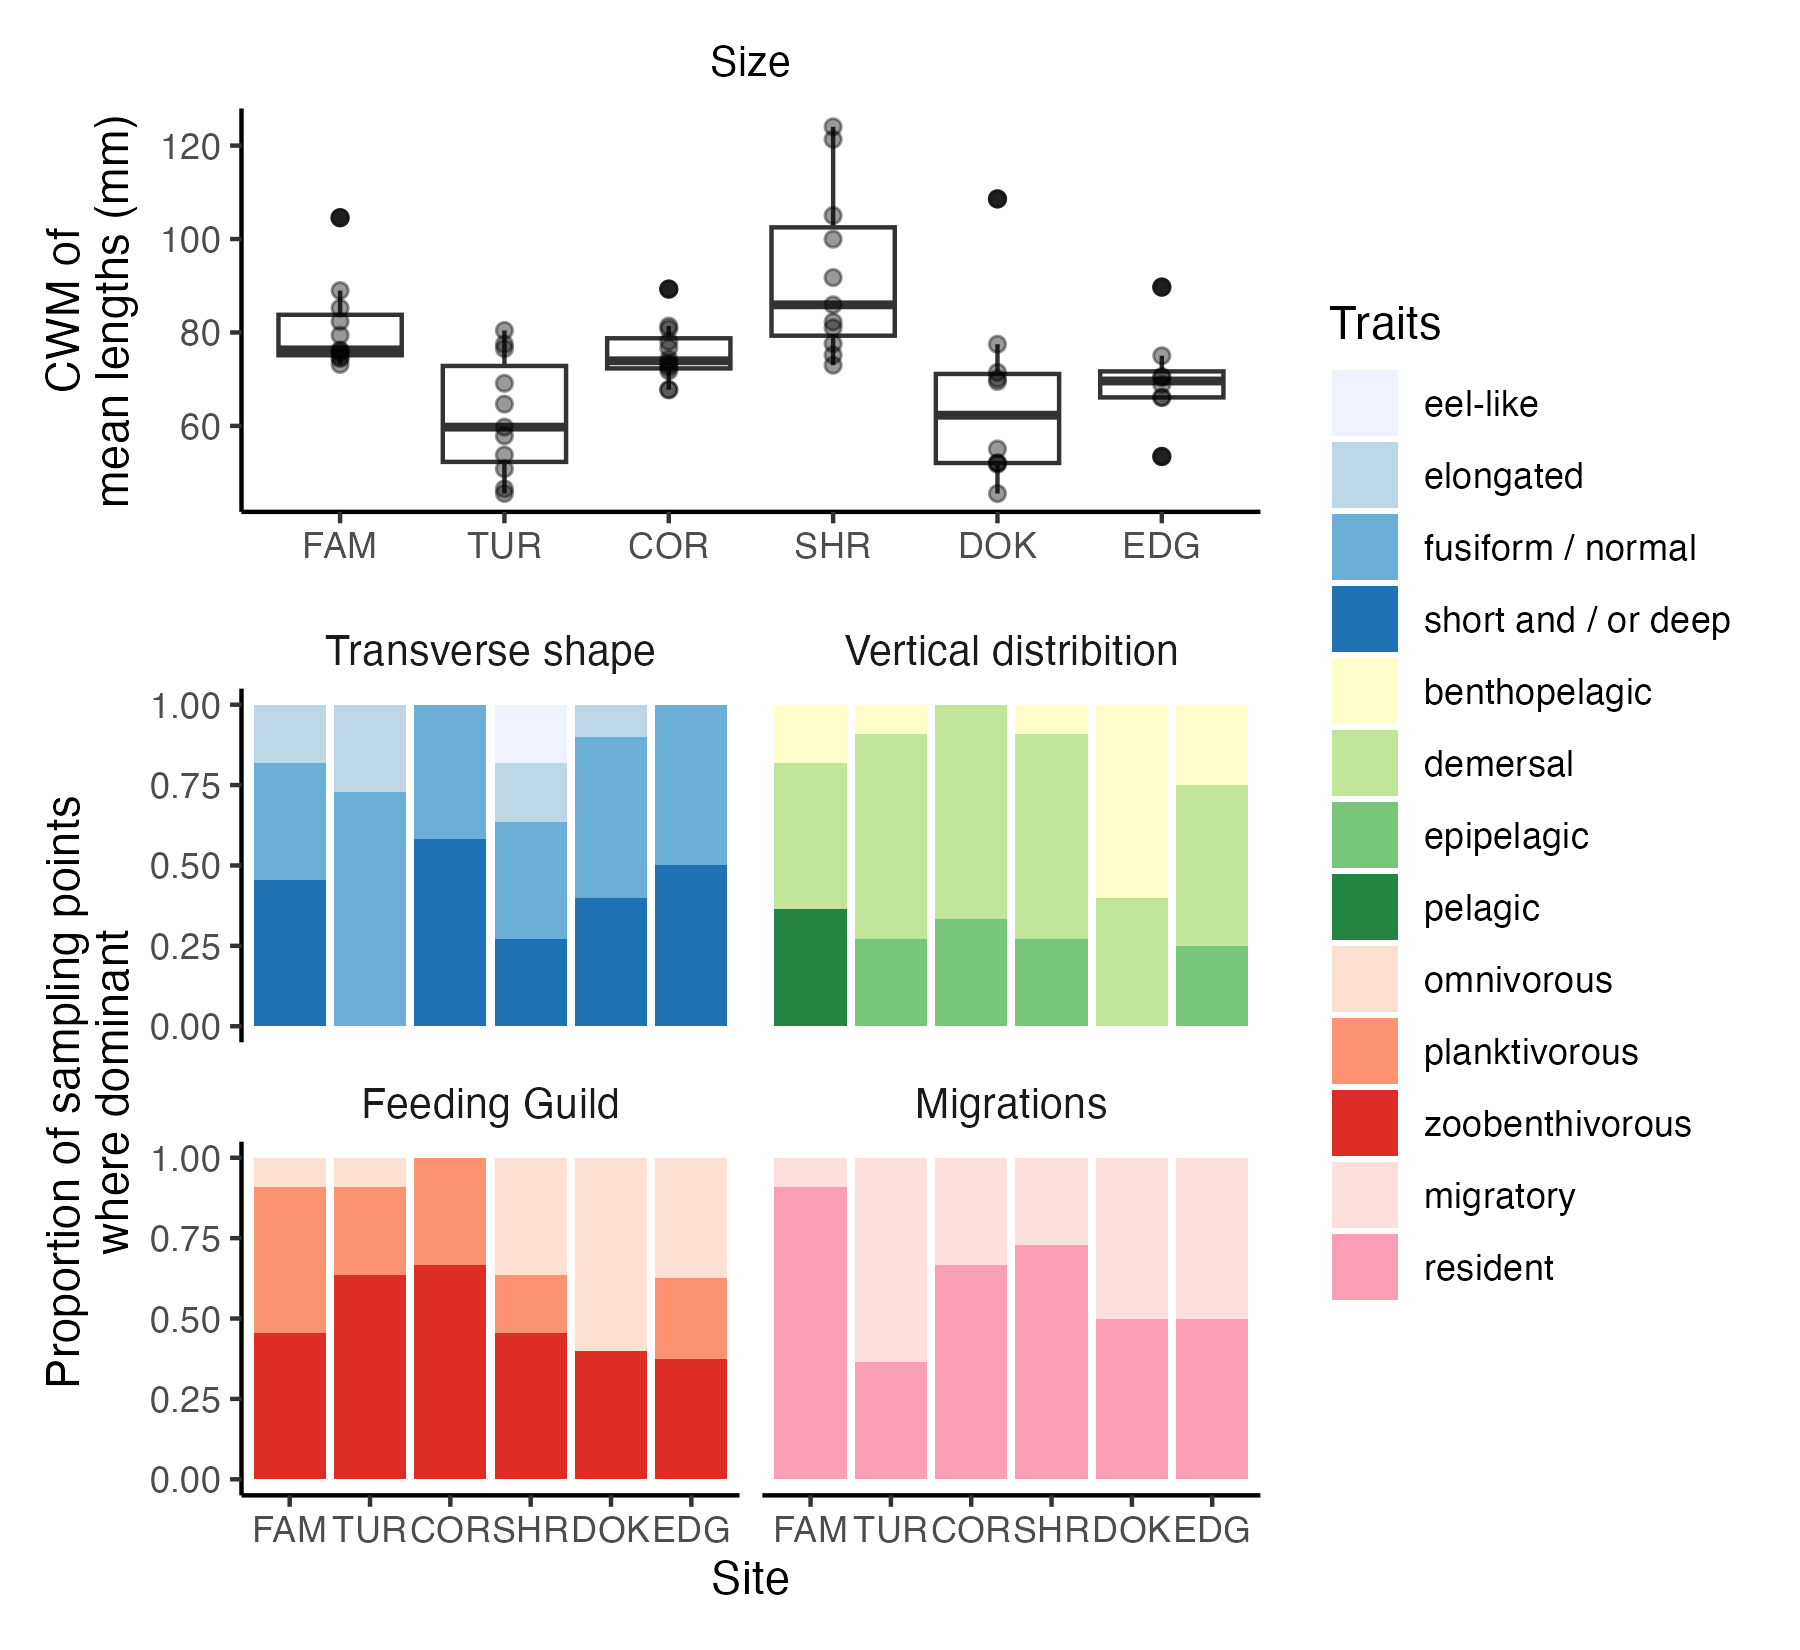 Size
CWM of
mean lengths (mm)
120
100
80
60
FAM TUR COR SHR DOK EDG
Transverse shape
Vertical distribition
1.00
0.75
0.50
0.25
0.00
Proportion of sampling points
where dominant
Feeding Guild
Migrations
1.00
0.75
0.50
0.25
0.00
FAM TUR COR SHR DOK EDG
FAM TUR COR SHR DOK EDG
Site
Traits
eel-like
elongated
fusiform / normal
short and / or deep
benthopelagic
demersal
epipelagic
pelagic
omnivorous
planktivorous
zoobenthivorous
migratory
resident